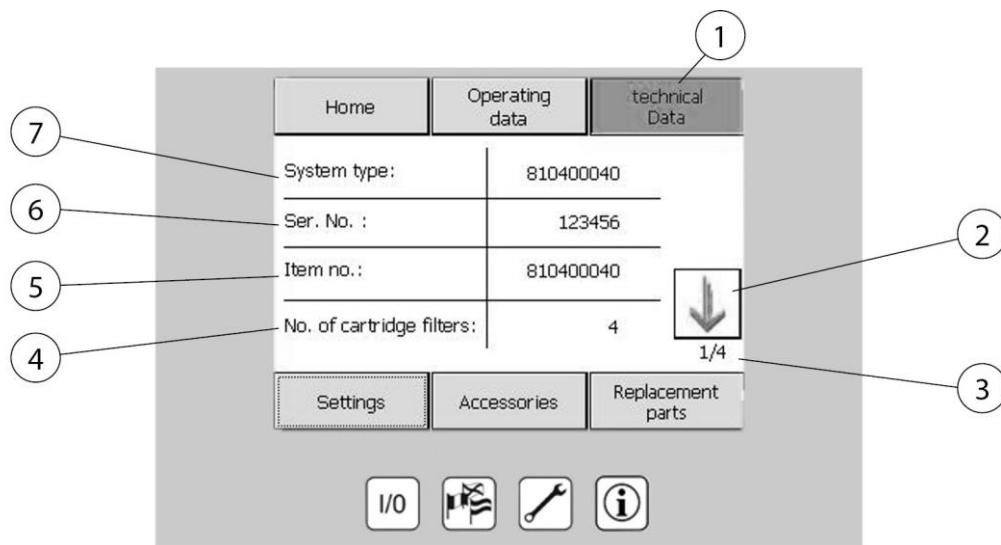 1
Home
Operating
data
technical
Data
7
System type:
810400040
6
Ser. No. :
123456
2
5
Item no.:
810400040
4
No. of cartridge filters:
4
1/4
3
Settings
Accessories
Replacement
parts
I/0
i